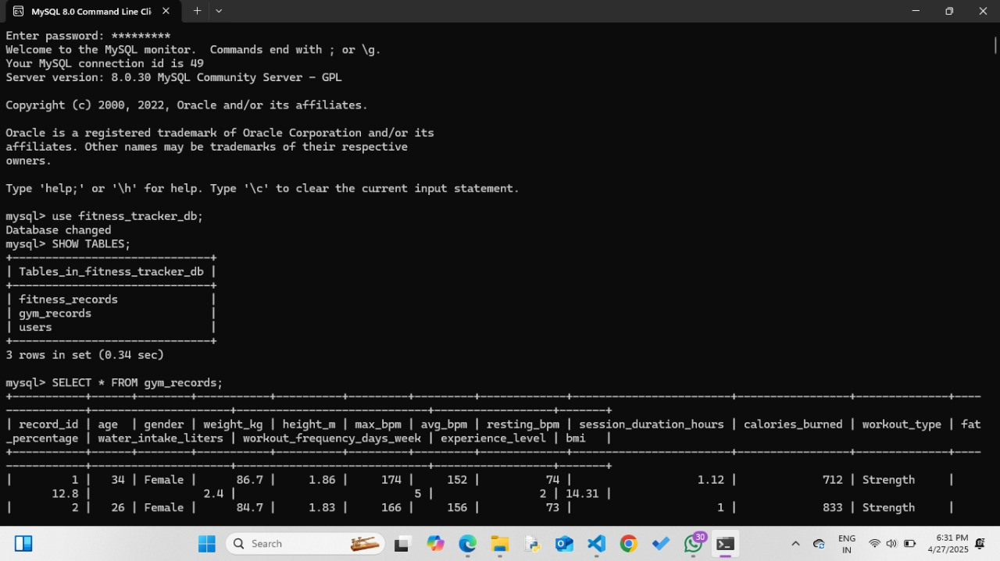 MySQL 8.0 Command Line Cli
Enter password: *********
Welcome to the MySQL monitor.  Commands end with ; or \g.
Your MySQL connection id is 49
Server version: 8.0.30 MySQL Community Server - GPL
Copyright (c) 2000, 2022, Oracle and/or its affiliates.
Oracle is a registered trademark of Oracle Corporation and/or its
affiliates. Other names may be trademarks of their respective
owners.
Type 'help;' or '\h' for help. Type '\c' to clear the current input statement.
mysql> use fitness_tracker_db;
Database changed
mysql> SHOW TABLES;
+------------------------------+
| Tables_in_fitness_tracker_db |
+------------------------------+
| fitness_records              |
| gym_records                  |
| users                        |
+------------------------------+
3 rows in set (0.34 sec)
mysql> SELECT * FROM gym_records;
+-----------+------+--------+-----------+----------+---------+---------+-------------+------------------------+-----------------+--------------+----
------------+---------------------+-----------------------------+------------------+-------+
| record_id | age  | gender | weight_kg | height_m | max_bpm | avg_bpm | resting_bpm | session_duration_hours | calories_burned | workout_type | fat
_percentage | water_intake_liters | workout_frequency_days_week | experience_level | bmi   |
+-----------+------+--------+-----------+----------+---------+---------+-------------+------------------------+-----------------+--------------+----
------------+---------------------+-----------------------------+------------------+-------+
|         1 |   34 | Female |      86.7 |     1.86 |     174 |     152 |          74 |                   1.12 |             712 | Strength     |
       12.8 |                 2.4 |                           5 |                2 | 14.31 |
|         2 |   26 | Female |      84.7 |     1.83 |     166 |     156 |          73 |                      1 |             833 | Strength     |
Search
30
ENG
IN
6:31 PM
4/27/2025